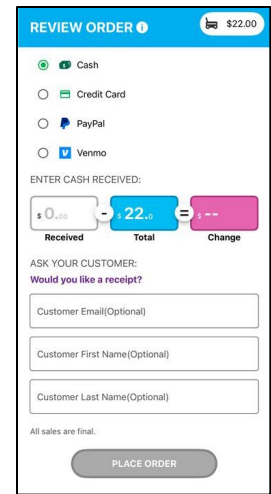 REVIEW ORDER i $22.00
Cash
Credit Card
PayPal
V Venmo
ENTER CASH RECEIVED:
$ 0.00 - $ 22.0 = $ --
Received Total Change
ASK YOUR CUSTOMER:
Would you like a receipt?
Customer Email(Optional)
Customer First Name(Optional)
Customer Last Name(Optional)
All sales are final.
PLACE ORDER